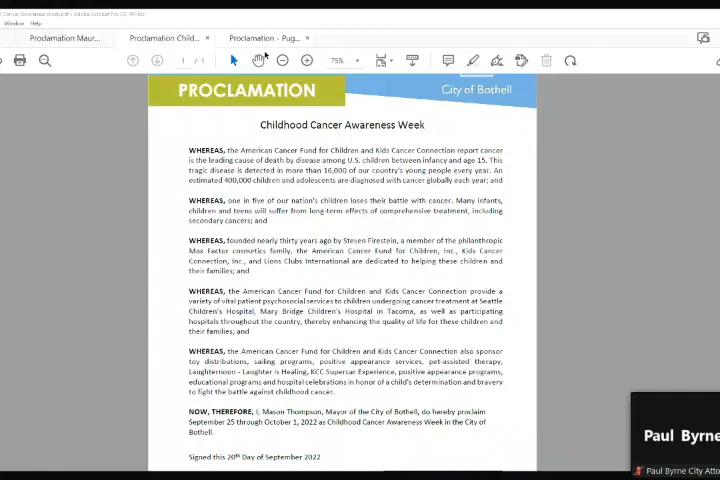 d Cancer Awareness Week.pdf - Adobe Acrobat Pro DC (64-bit)
Window Help
Proclamation Maur...
Proclamation Child... ×
Proclamation - Pug... ×
1 / 1
75%
PROCLAMATION
City of Bothell
Childhood Cancer Awareness Week
WHEREAS, the American Cancer Fund for Children and Kids Cancer Connection report cancer
is the leading cause of death by disease among U.S. children between infancy and age 15. This
tragic disease is detected in more than 16,000 of our country's young people every year. An
estimated 400,000 children and adolescents are diagnosed with cancer globally each year; and
WHEREAS, one in five of our nation's children loses their battle with cancer. Many infants,
children and teens will suffer from long-term effects of comprehensive treatment, including
secondary cancers; and
WHEREAS, founded nearly thirty years ago by Steven Firestein, a member of the philanthropic
Max Factor cosmetics family, the American Cancer Fund for Children, Inc., Kids Cancer
Connection, Inc., and Lions Clubs International are dedicated to helping these children and
their families; and
WHEREAS, the American Cancer Fund for Children and Kids Cancer Connection provide a
variety of vital patient psychosocial services to children undergoing cancer treatment at Seattle
Children's Hospital, Mary Bridge Children's Hospital in Tacoma, as well as participating
hospitals throughout the country, thereby enhancing the quality of life for these children and
their families; and
WHEREAS, the American Cancer Fund for Children and Kids Cancer Connection also sponsor
toy distributions, sailing programs, positive appearance services, pet-assisted therapy,
Laughternoon - Laughter is Healing, KCC Supercar Experience, positive appearance programs,
educational programs and hospital celebrations in honor of a child's determination and bravery
to fight the battle against childhood cancer.
NOW, THEREFORE, I, Mason Thompson, Mayor of the City of Bothell, do hereby proclaim
September 25 through October 1, 2022 as Childhood Cancer Awareness Week in the City of
Bothell.
Signed this 20th Day of September 2022
Paul Byrne
Paul Byrne City Atto